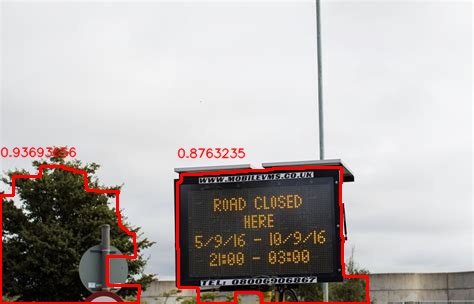 0.93693256
0.8763235
WWW.MOBILEVMS.CO.UK
ROAD CLOSED
HERE
5/9/16 - 10/9/16
21:00 - 03:00
TEL: 08006906867